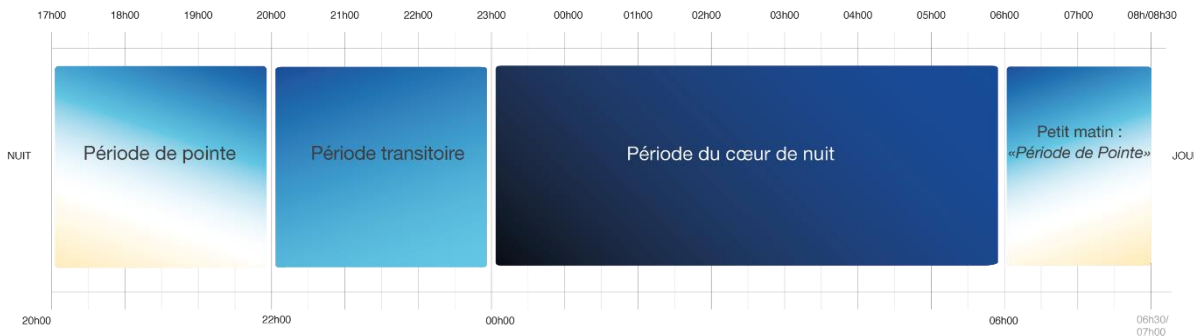 17h00 18h00 19h00 20h00 21h00 22h00 23h00 00h00 01h00 02h00 03h00 04h00 05h00 06h00 07h00 08h/08h30
Période de pointe
Période transitoire
Période du cœur de nuit
Petit matin :
«Période de Pointe»
NUIT
JOU
20h00 22h00 00h00 06h00 06h30/
07h00